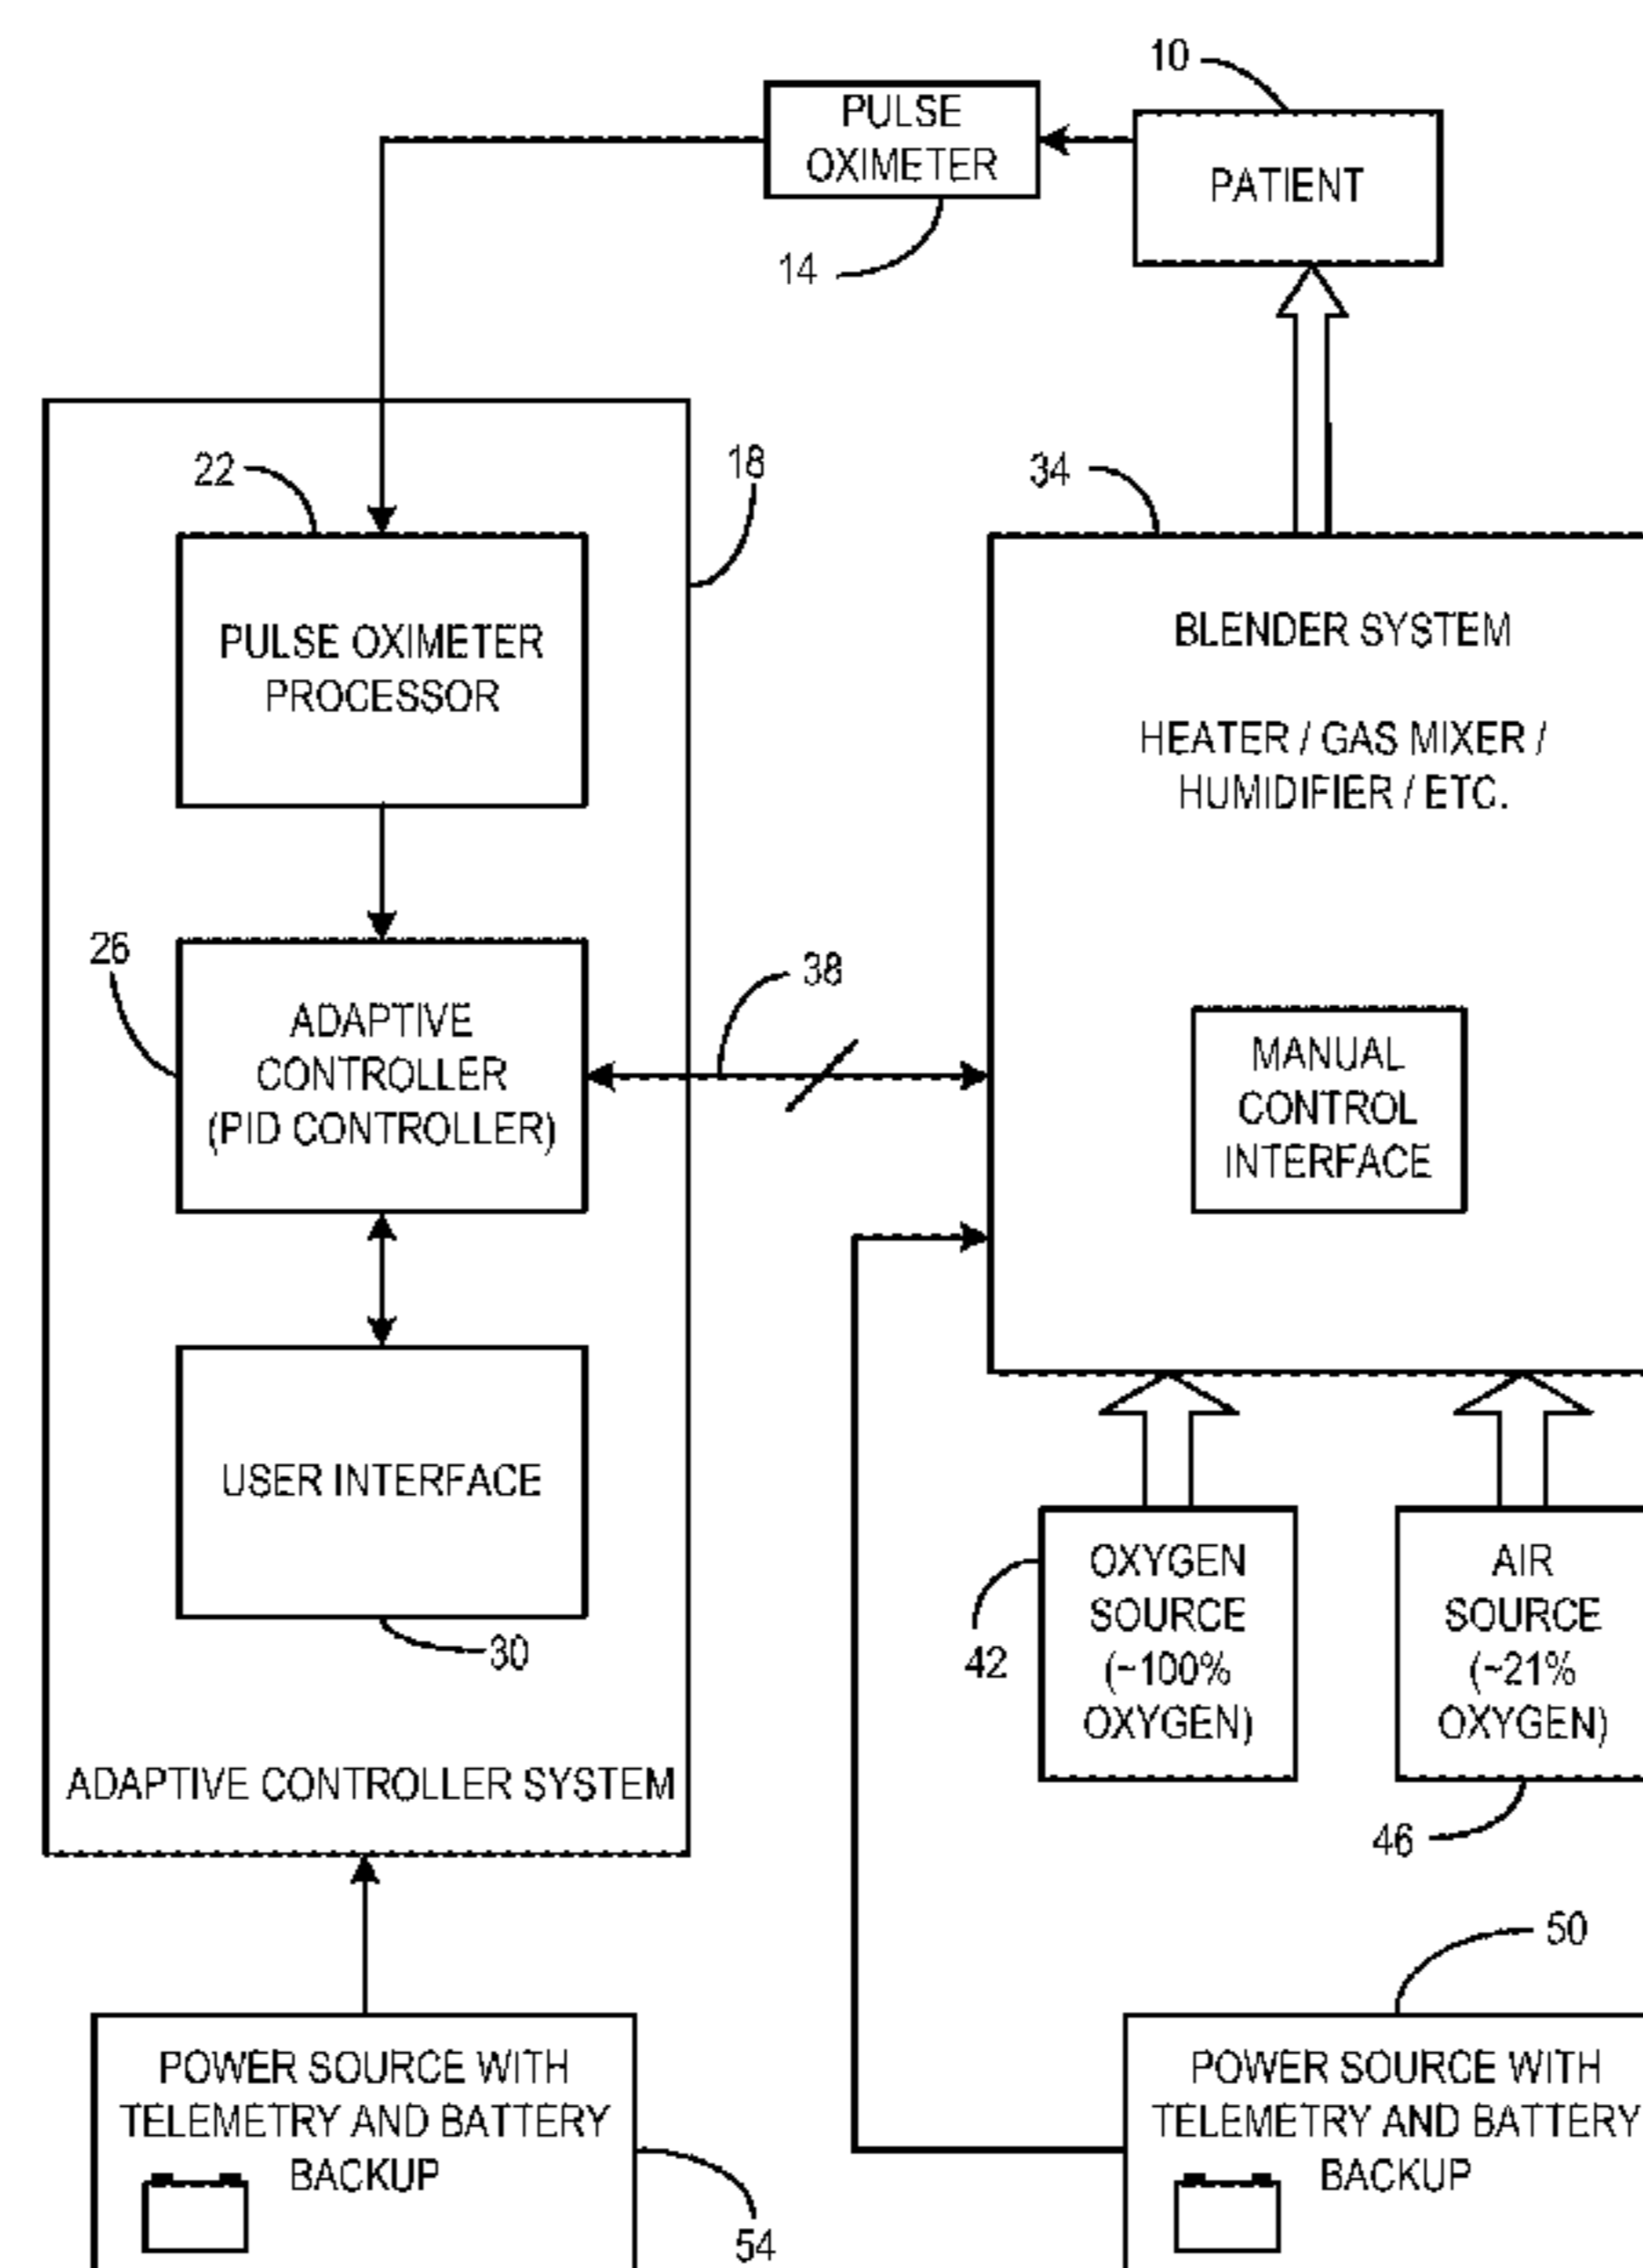 10
PULSE
OXIMETER
PATIENT
14
22
18
34
PULSE OXIMETER
PROCESSOR
BLENDER SYSTEM
HEATER / GAS MIXER /
HUMIDIFIER / ETC.
26
38
ADAPTIVE
CONTROLLER
(PID CONTROLLER)
MANUAL
CONTROL
INTERFACE
USER INTERFACE
30
OXYGEN
SOURCE
(~100%
OXYGEN)
42
AIR
SOURCE
(~21%
OXYGEN)
46
ADAPTIVE CONTROLLER SYSTEM
50
POWER SOURCE WITH
TELEMETRY AND BATTERY
BACKUP
54
POWER SOURCE WITH
TELEMETRY AND BATTERY
BACKUP